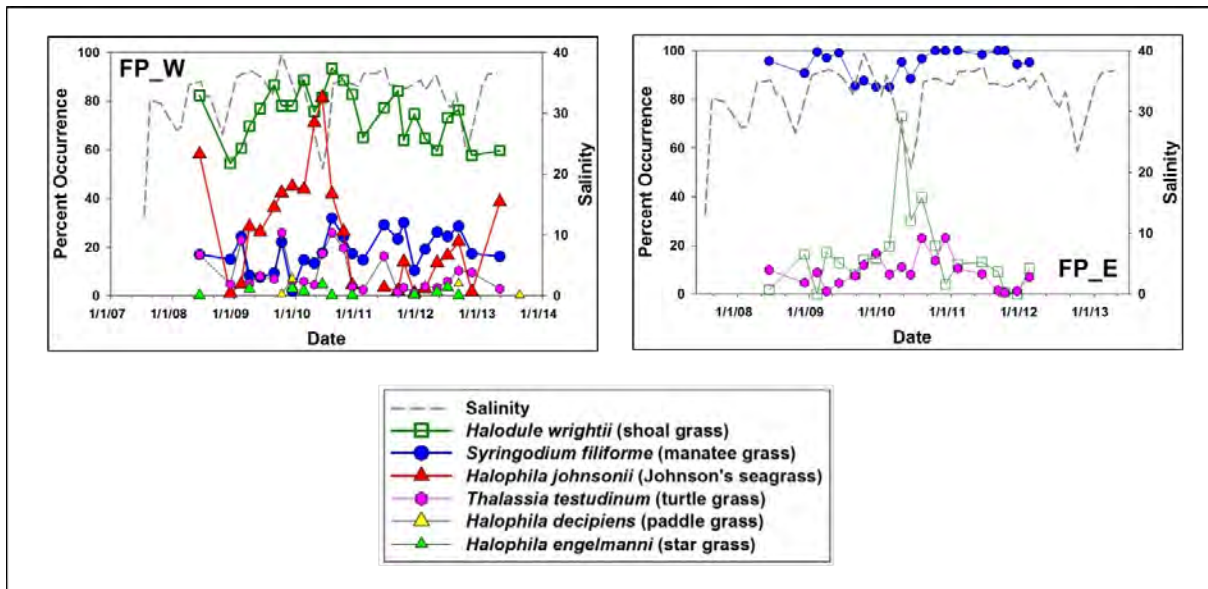 FP_W
Percent Occurrence
100
80
60
40
20
0
Salinity
40
30
20
10
0
1/1/07 1/1/08 1/1/09 1/1/10 1/1/11 1/1/12 1/1/13 1/1/14
Date
Percent Occurrence
100
80
60
40
20
0
Salinity
40
30
20
10
0
FP_E
1/1/08 1/1/09 1/1/10 1/1/11 1/1/12 1/1/13
Date
Salinity
Halodule wrightii (shoal grass)
Syringodium filiforme (manatee grass)
Halophila johnsonii (Johnson's seagrass)
Thalassia testudinum (turtle grass)
Halophila decipiens (paddle grass)
Halophila engelmanni (star grass)